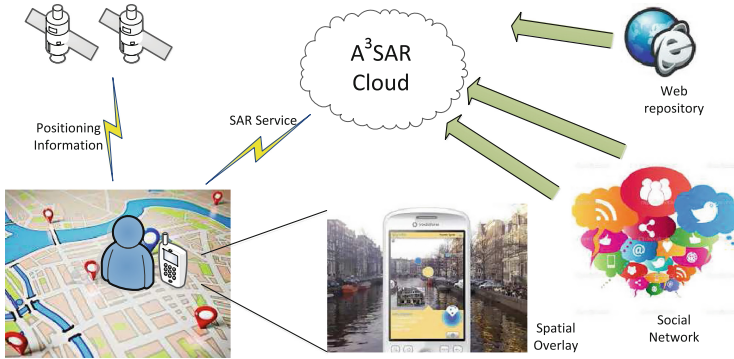 A³SAR
Cloud
Web
repository
Positioning
Information
SAR Service
Spatial
Overlay
Social
Network